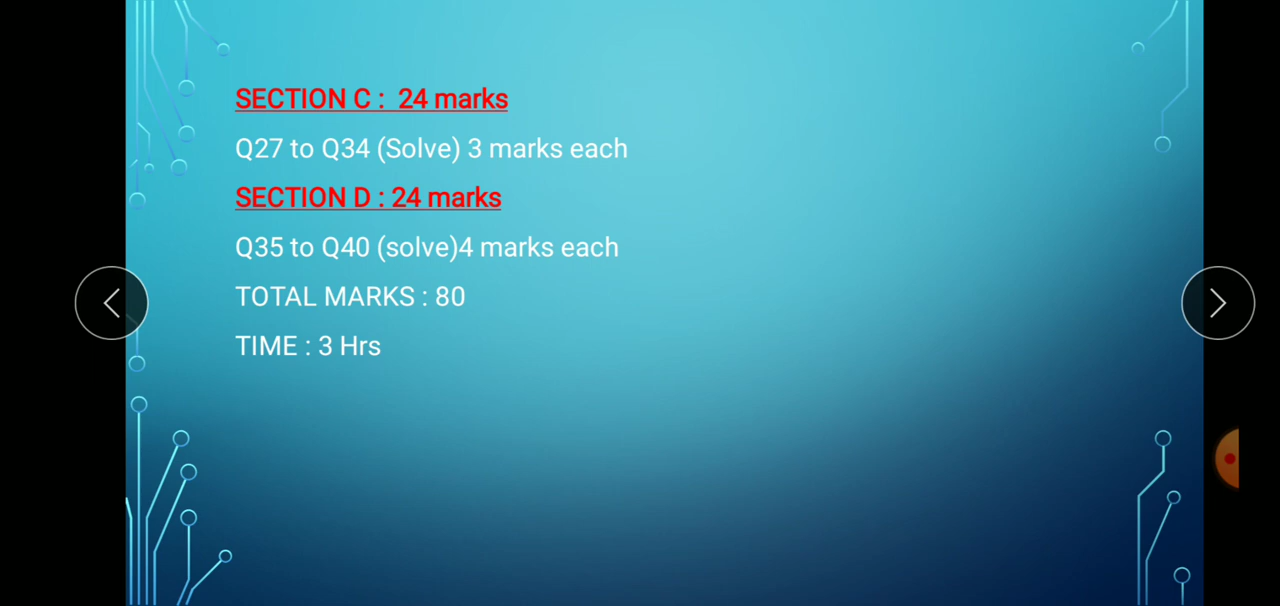 SECTION C :  24 marks
Q27 to Q34 (Solve) 3 marks each
SECTION D : 24 marks
Q35 to Q40 (solve)4 marks each
TOTAL MARKS : 80
TIME : 3 Hrs